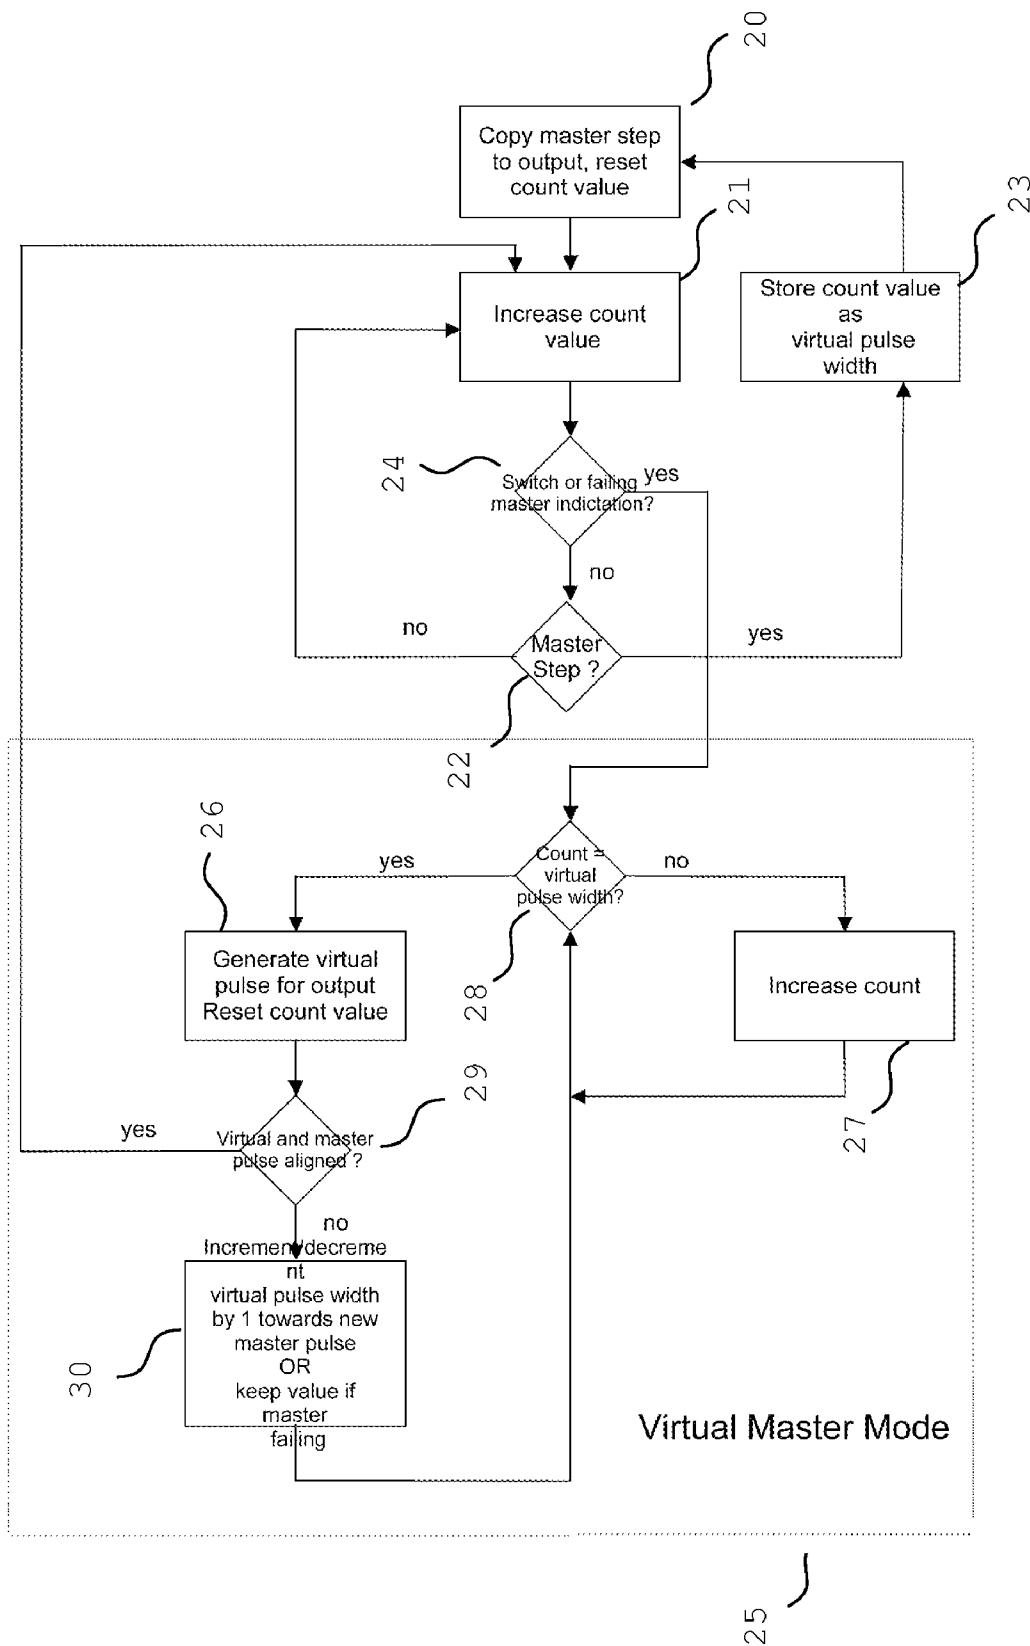 20
Copy master step
to output, reset
count value
21
23
Increase count
value
Store count value
as
virtual pulse
width
24
Switch or failing
master indictation?
yes
no
no
Master
Step ?
yes
22
26
yes
Count =
virtual
pulse width?
no
Generate virtual
pulse for output
Reset count value
28
Increase count
29
27
yes
Virtual and master
pulse aligned ?
no
Increment/decreme
nt
virtual pulse width
by 1 towards new
master pulse
OR
keep value if
master
failing
30
Virtual Master Mode
25